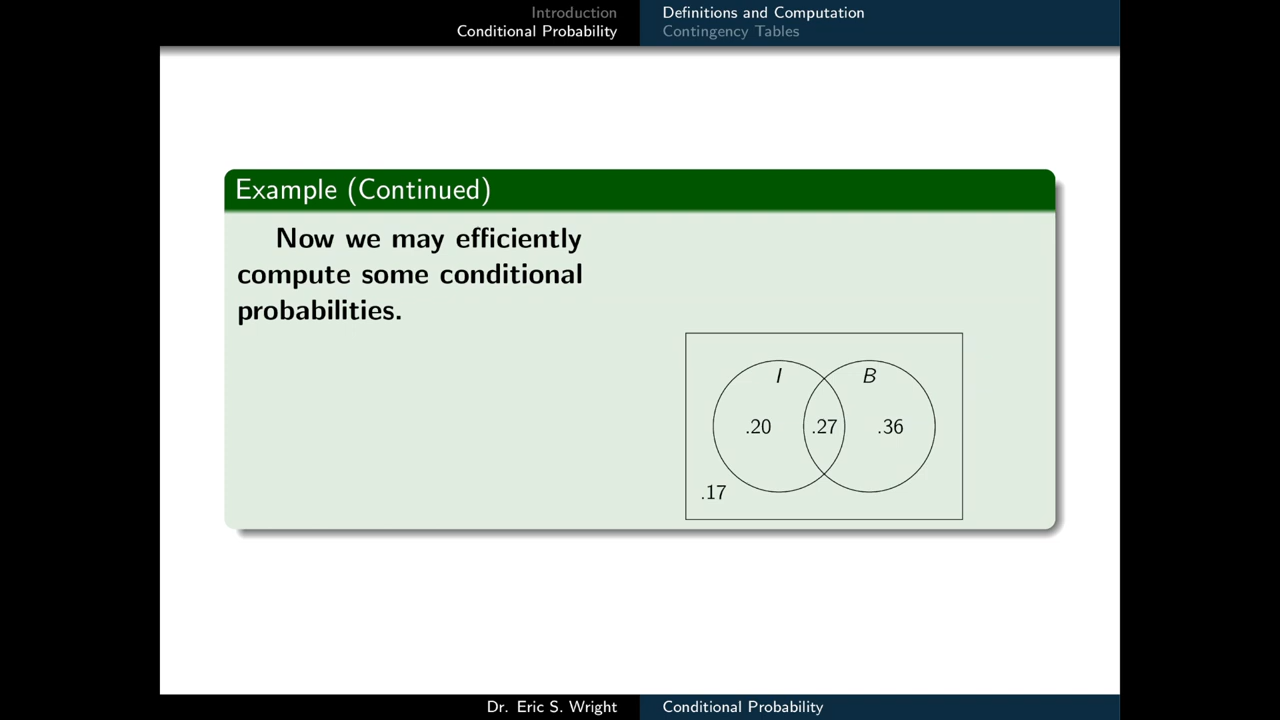 Introduction
Conditional Probability
Definitions and Computation
Contingency Tables
Example (Continued)
Now we may efficiently
compute some conditional
probabilities.
I B
.20 .27 .36
.17
Dr. Eric S. Wright
Conditional Probability